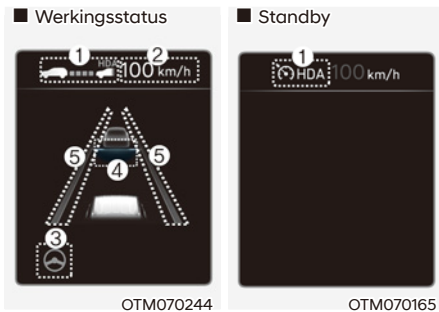 ■ Werkingsstatus
① ②
HDA
100 km/h
⑤ ⑤
④
③
OTM070244
■ Standby
①
HDA 100 km/h
OTM070165